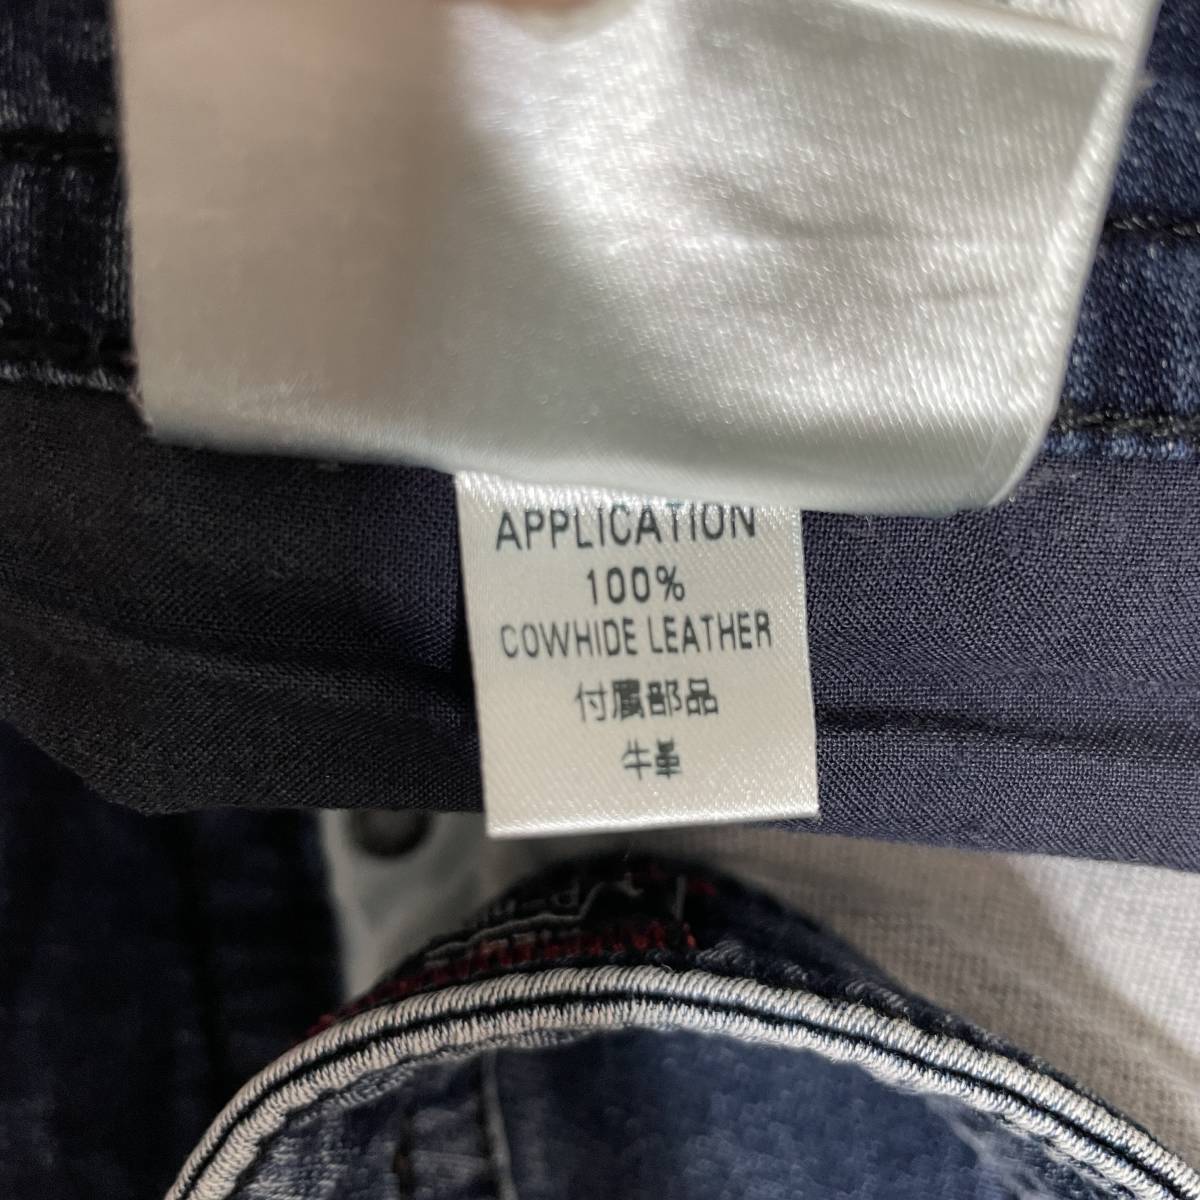 APPLICATION
100%
COWHIDE LEATHER
付属部品
牛革